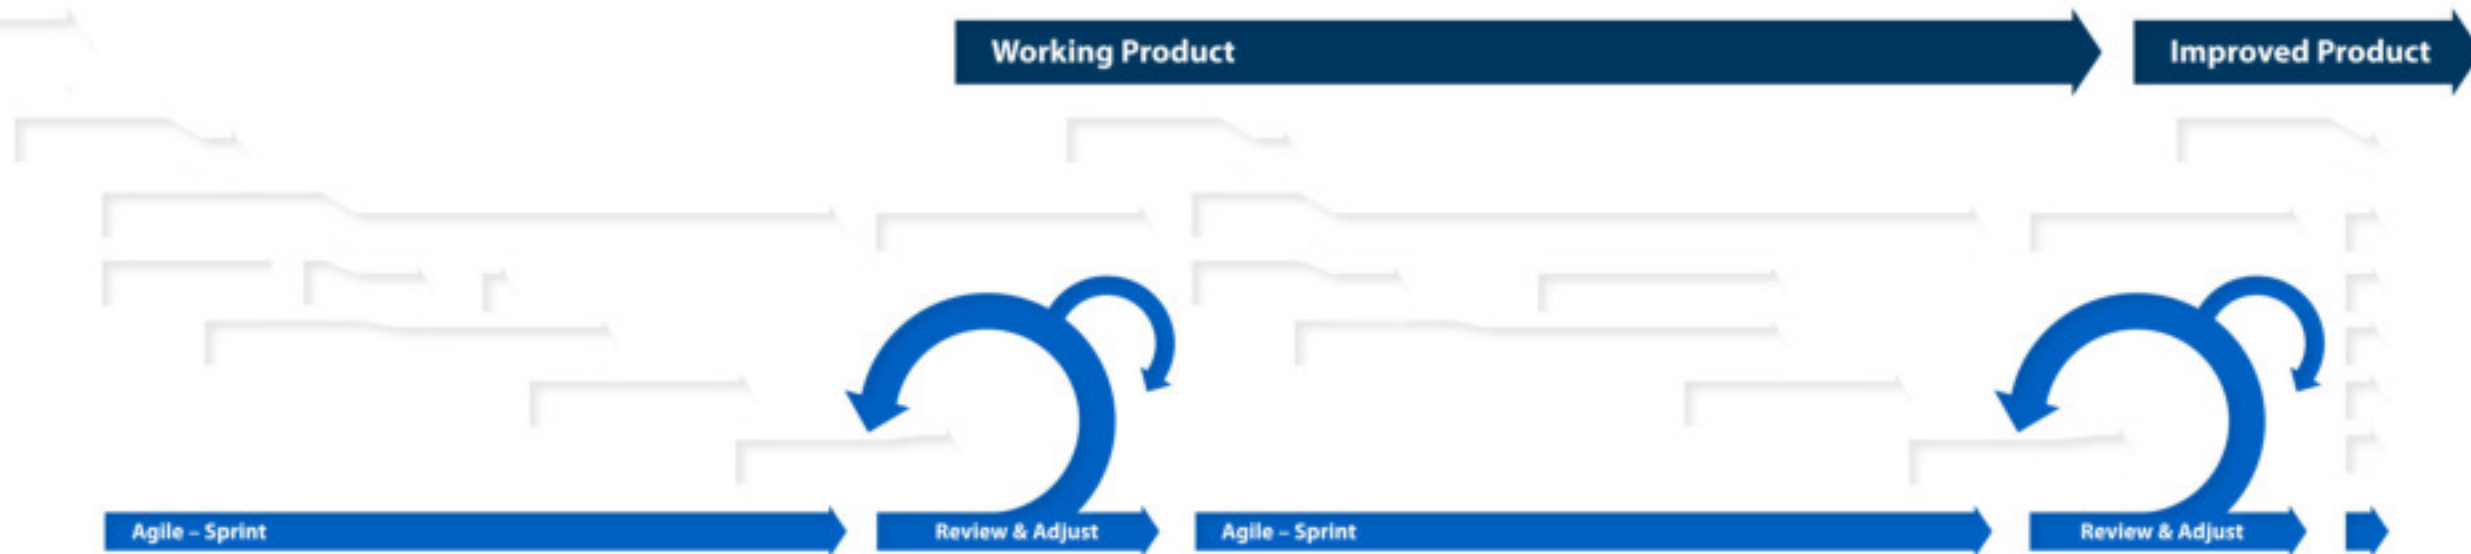 Working Product
Improved Product
Agile – Sprint
Review & Adjust
Agile – Sprint
Review & Adjust